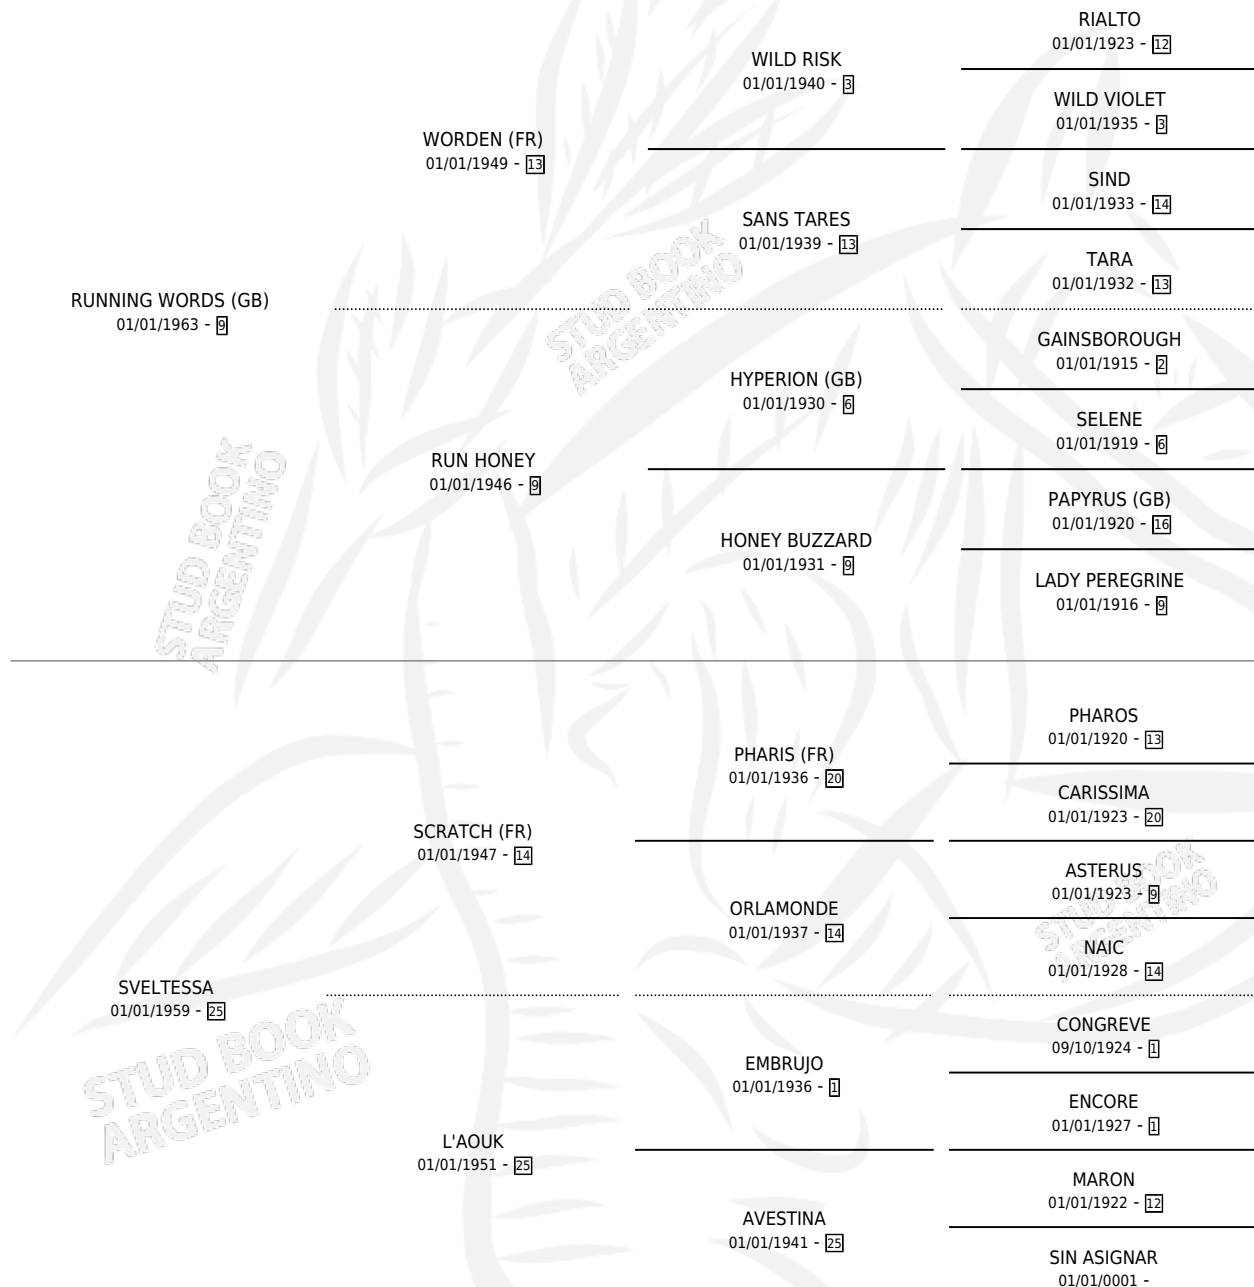 RIALTO
01/01/1923 - 12
WILD RISK
01/01/1940 - 3
WILD VIOLET
01/01/1935 - 3
WORDEN (FR)
01/01/1949 - 13
SIND
01/01/1933 - 14
SANS TARES
01/01/1939 - 13
TARA
01/01/1932 - 13
RUNNING WORDS (GB)
01/01/1963 - 9
GAINSBOROUGH
01/01/1915 - 2
HYPERION (GB)
01/01/1930 - 6
SELENE
01/01/1919 - 6
RUN HONEY
01/01/1946 - 9
PAPYRUS (GB)
01/01/1920 - 16
HONEY BUZZARD
01/01/1931 - 9
LADY PEREGRINE
01/01/1916 - 9
STUD BOOK
ARGENTINO
STUD BOOK
ARGENTINO
PHAROS
01/01/1920 - 13
PHARIS (FR)
01/01/1936 - 20
CARISSIMA
01/01/1923 - 20
SCRATCH (FR)
01/01/1947 - 14
ASTERUS
01/01/1923 - 9
ORLAMONDE
01/01/1937 - 14
NAIC
01/01/1928 - 14
SVELTESSA
01/01/1959 - 25
CONGREVE
09/10/1924 - 1
EMBRUJO
01/01/1936 - 1
ENCORE
01/01/1927 - 1
L'AOUK
01/01/1951 - 25
MARON
01/01/1922 - 12
AVESTINA
01/01/1941 - 25
SIN ASIGNAR
01/01/0001 -
STUD BOOK
ARGENTINO
STUD BOOK
ARGENTINO